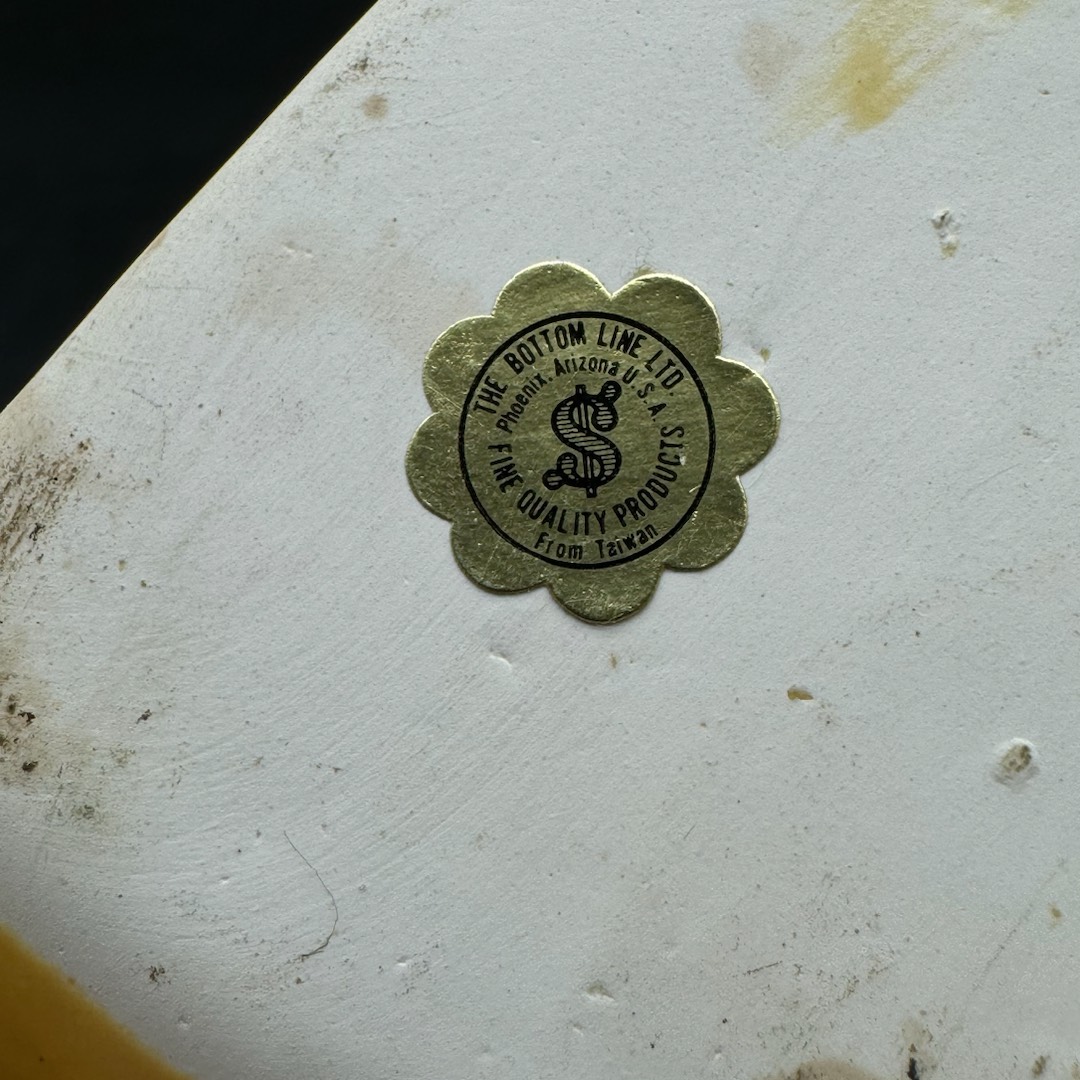 THE BOTTOM LINE LTD.
Phoenix, Arizona U.S.A.
$
FINE QUALITY PRODUCTS
From Taiwan